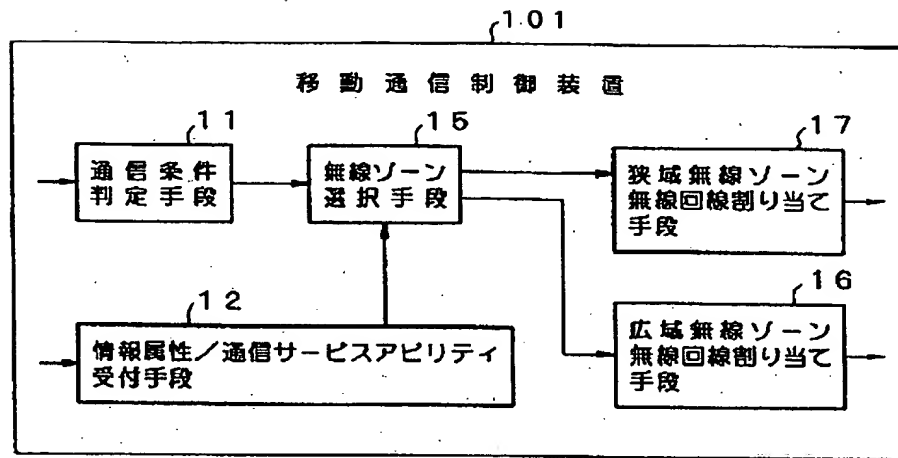 101
移動通信制御装置
11
通信条件
判定手段
15
無線ゾーン
選択手段
17
狭域無線ゾーン
無線回線割り当て
手段
12
情報属性／通信サービスアビリティ
受付手段
16
広域無線ゾーン
無線回線割り当て
手段